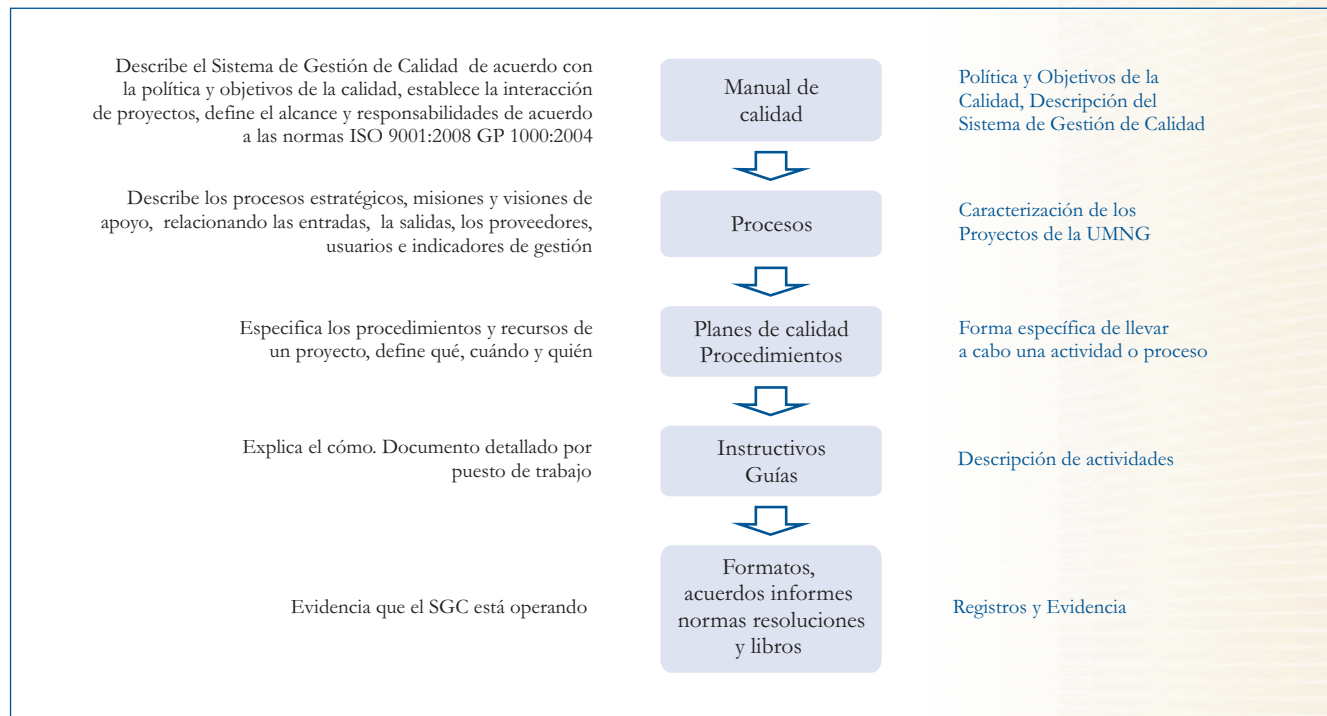 Describe el Sistema de Gestión de Calidad de acuerdo con
la política y objetivos de la calidad, establece la interacción
de proyectos, define el alcance y responsabilidades de acuerdo
a las normas ISO 9001:2008 GP 1000:2004
Manual de
calidad
Política y Objetivos de la
Calidad, Descripción del
Sistema de Gestión de Calidad
Describe los procesos estratégicos, misiones y visiones de
apoyo, relacionando las entradas, la salidas, los proveedores,
usuarios e indicadores de gestión
Procesos
Caracterización de los
Proyectos de la UMNG
Especifica los procedimientos y recursos de
un proyecto, define qué, cuándo y quién
Planes de calidad
Procedimientos
Forma específica de llevar
a cabo una actividad o proceso
Explica el cómo. Documento detallado por
puesto de trabajo
Instructivos
Guías
Descripción de actividades
Evidencia que el SGC está operando
Formatos,
acuerdos informes
normas resoluciones
y libros
Registros y Evidencia